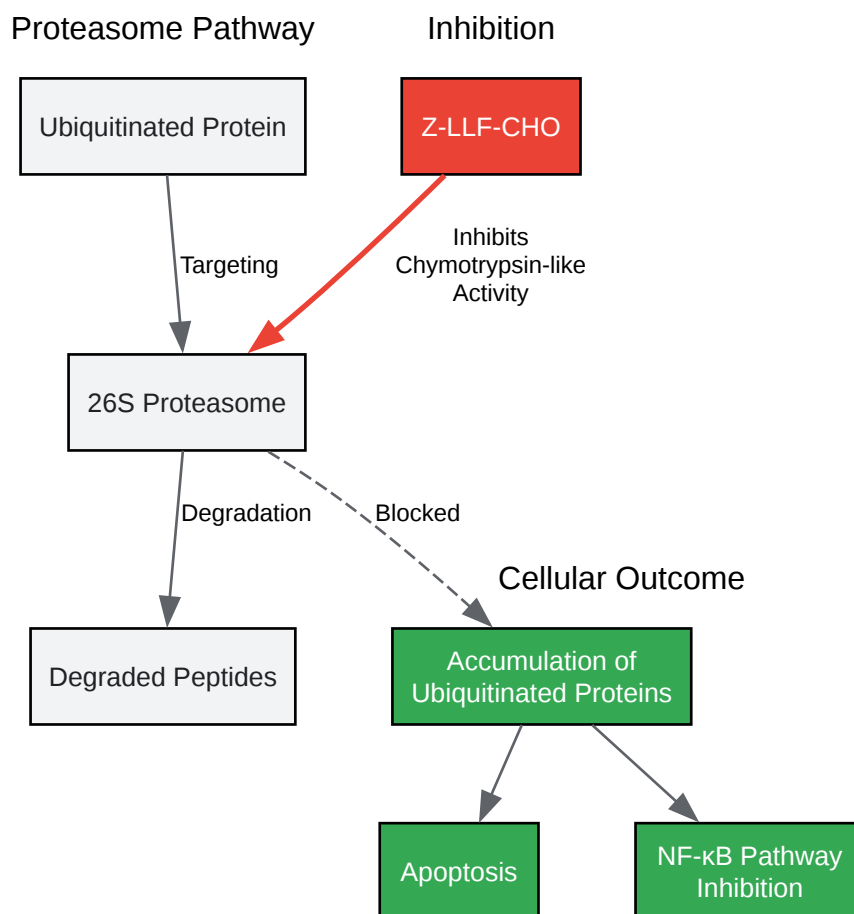 Proteasome Pathway
Inhibition
Ubiquitinated Protein
Z-LLF-CHO
Targeting
Inhibits
Chymotrypsin-like
Activity
26S Proteasome
Degradation
Blocked
Cellular Outcome
Degraded Peptides
Accumulation of
Ubiquitinated Proteins
Apoptosis
NF-κB Pathway
Inhibition